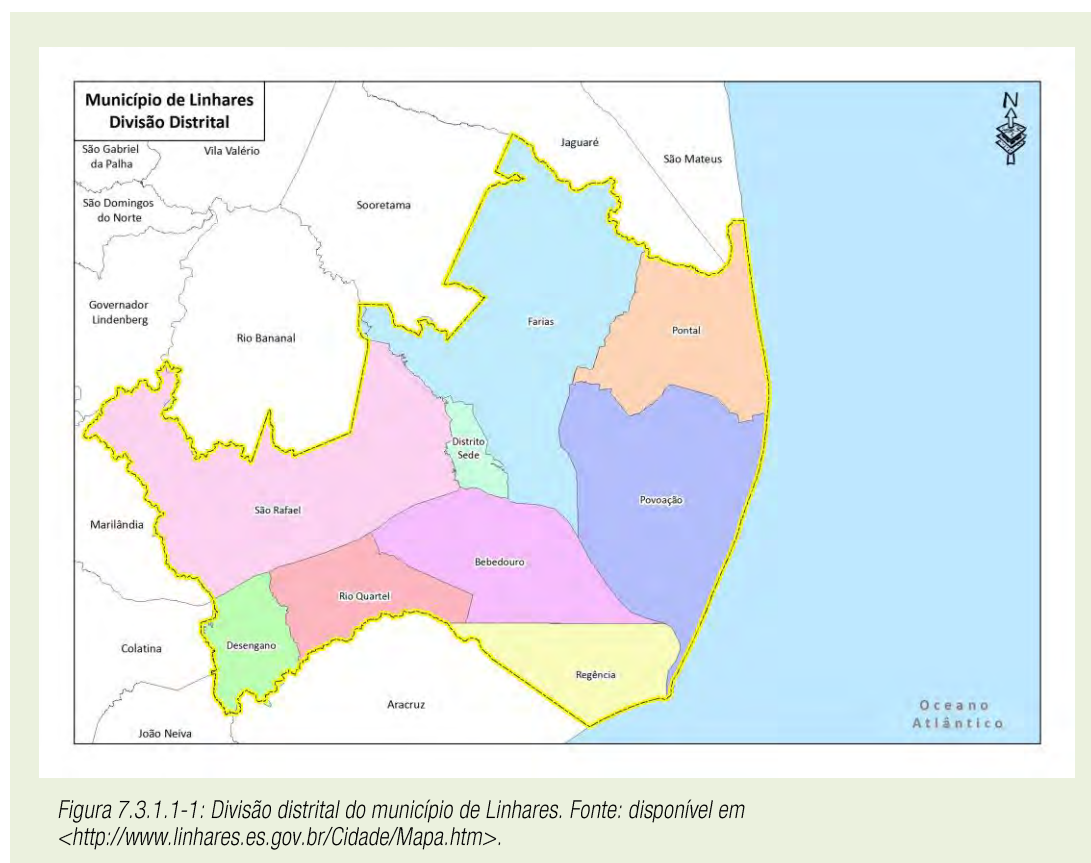 Município de Linhares
Divisão Distrital
N
Jaguaré
São Mateus
São Gabriel
da Palha
Vila Valério
São Domingos
do Norte
Sooretama
Governador
Lindenberg
Rio Bananal
Farias
Pontal
Distrito
Sede
São Rafael
Povoação
Marilândia
Bebedouro
Rio Quartel
Desengano
Colatina
Regência
Aracruz
João Neiva
Oceano
Atlântico
Figura 7.3.1.1-1: Divisão distrital do município de Linhares. Fonte: disponível em
<http://www.linhares.es.gov.br/Cidade/Mapa.htm>.